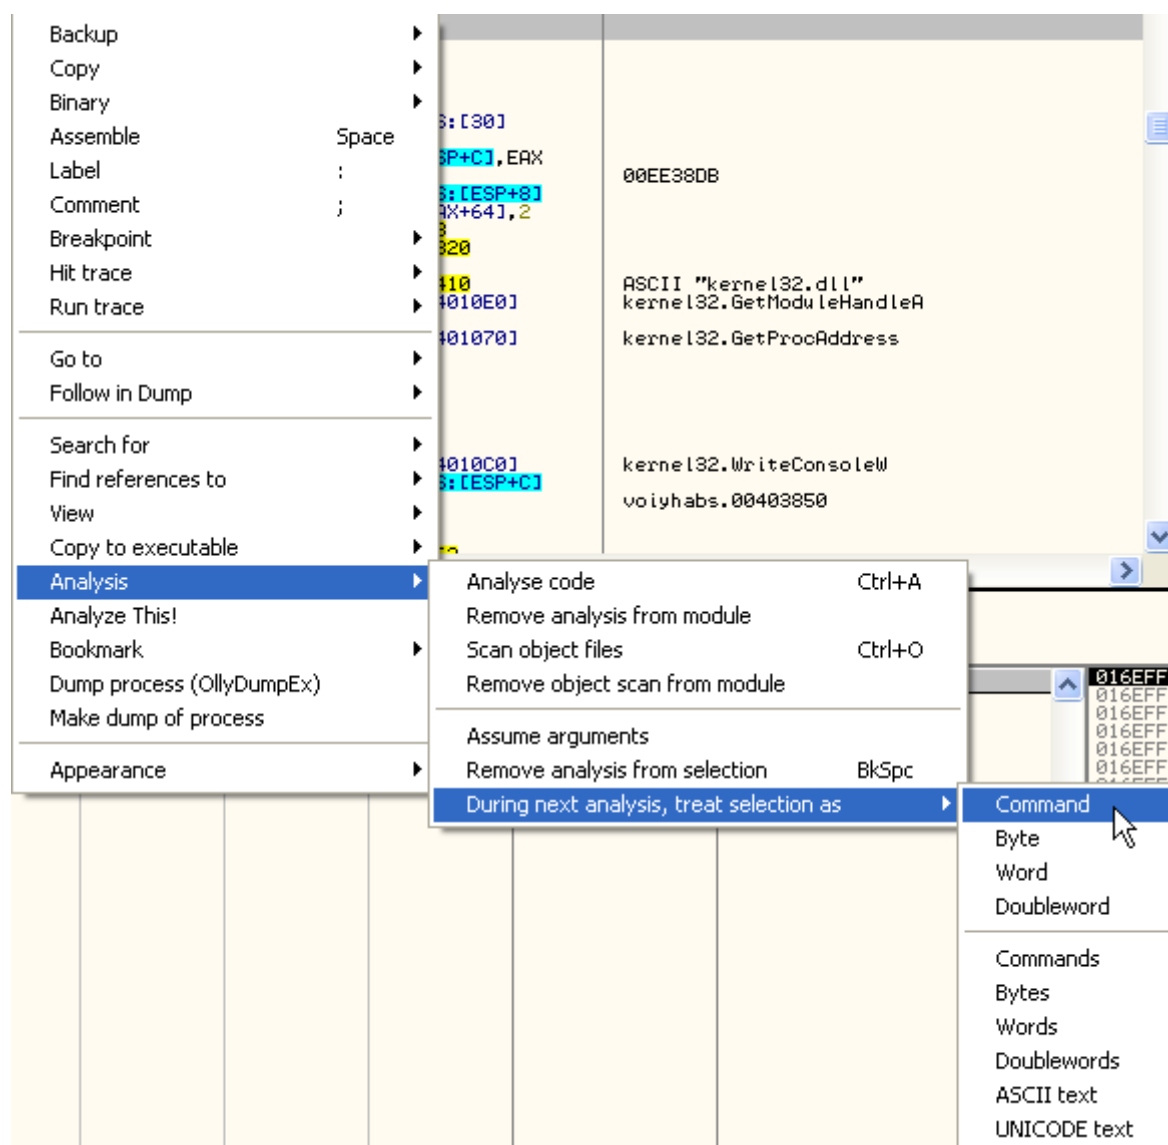 Backup
Copy
Binary
Assemble Space
Label :
Comment ;
Breakpoint
Hit trace
Run trace
Go to
Follow in Dump
Search for
Find references to
View
Copy to executable
Analysis
Analyze This!
Bookmark
Dump process (OllyDumpEx)
Make dump of process
Appearance
S:[30]
SP+C],EAX
00EE38DB
S:[ESP+8]
AX+64],2
320
410 ASCII "kernel32.dll"
4010E0] kernel32.GetModuleHandleA
401070] kernel32.GetProcAddress
4010C0] kernel32.WriteConsoleW
S:[ESP+C]
voiyhabs.00403850
Analyse code Ctrl+A
Remove analysis from module
Scan object files Ctrl+O
Remove object scan from module
Assume arguments
Remove analysis from selection BkSpc
During next analysis, treat selection as
016EFF
016EFF
016EFF
016EFF
016EFF
016EFF
Command
Byte
Word
Doubleword
Commands
Bytes
Words
Doublewords
ASCII text
UNICODE text